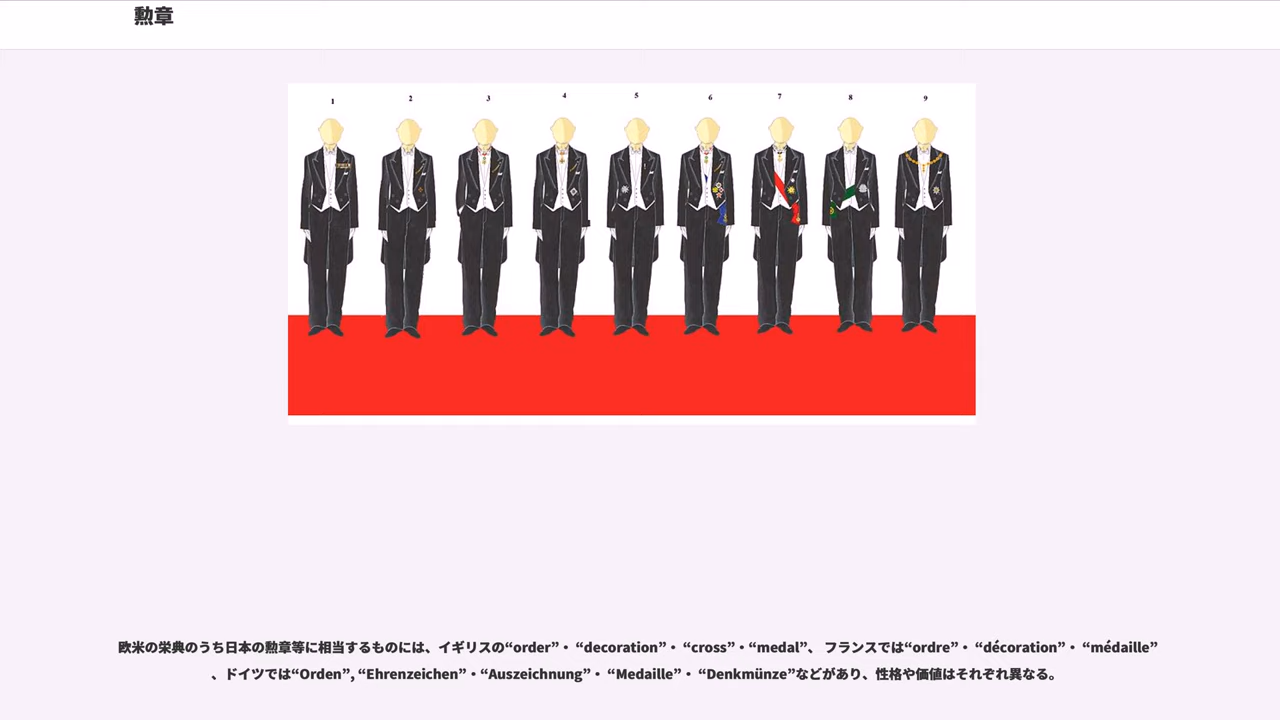 勲章
1 2 3 4 5 6 7 8 9
欧米の栄典のうち日本の勲章等に相当するものには、イギリスの“order”・ “decoration”・ “cross”・“medal”、 フランスでは“ordre”・ “décoration”・ “médaille”
、ドイツでは“Orden”, “Ehrenzeichen”・“Auszeichnung”・ “Medaille”・ “Denkmünze”などがあり、性格や価値はそれぞれ異なる。